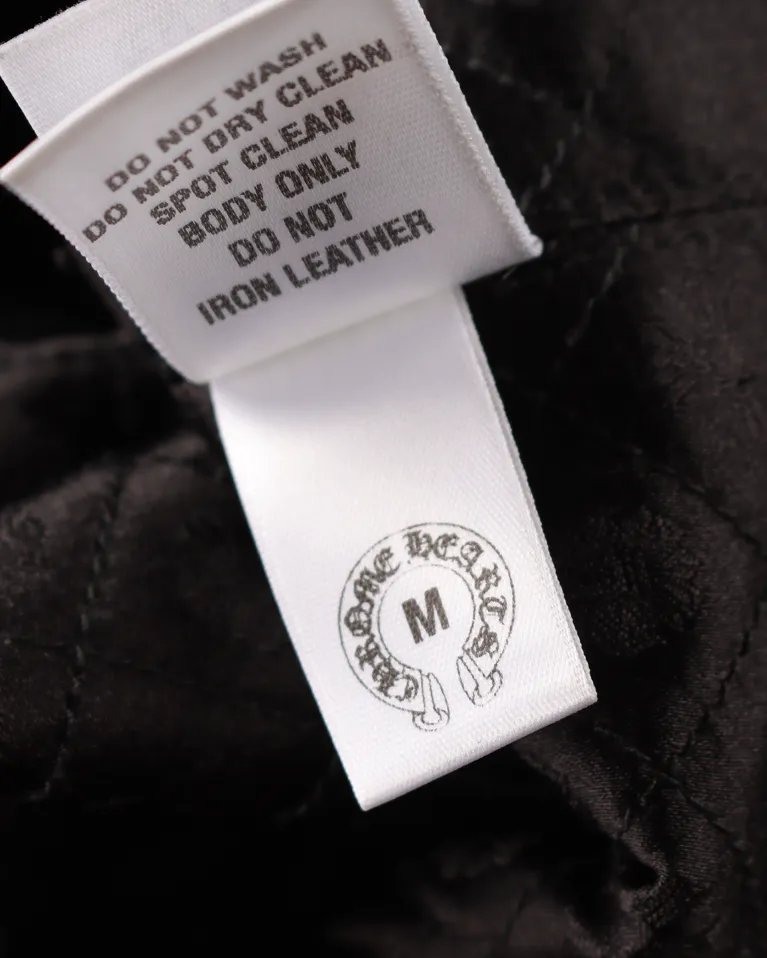 DO NOT WASH
DO NOT DRY CLEAN
SPOT CLEAN
BODY ONLY
DO NOT
IRON LEATHER
CHROME HEARTS
M